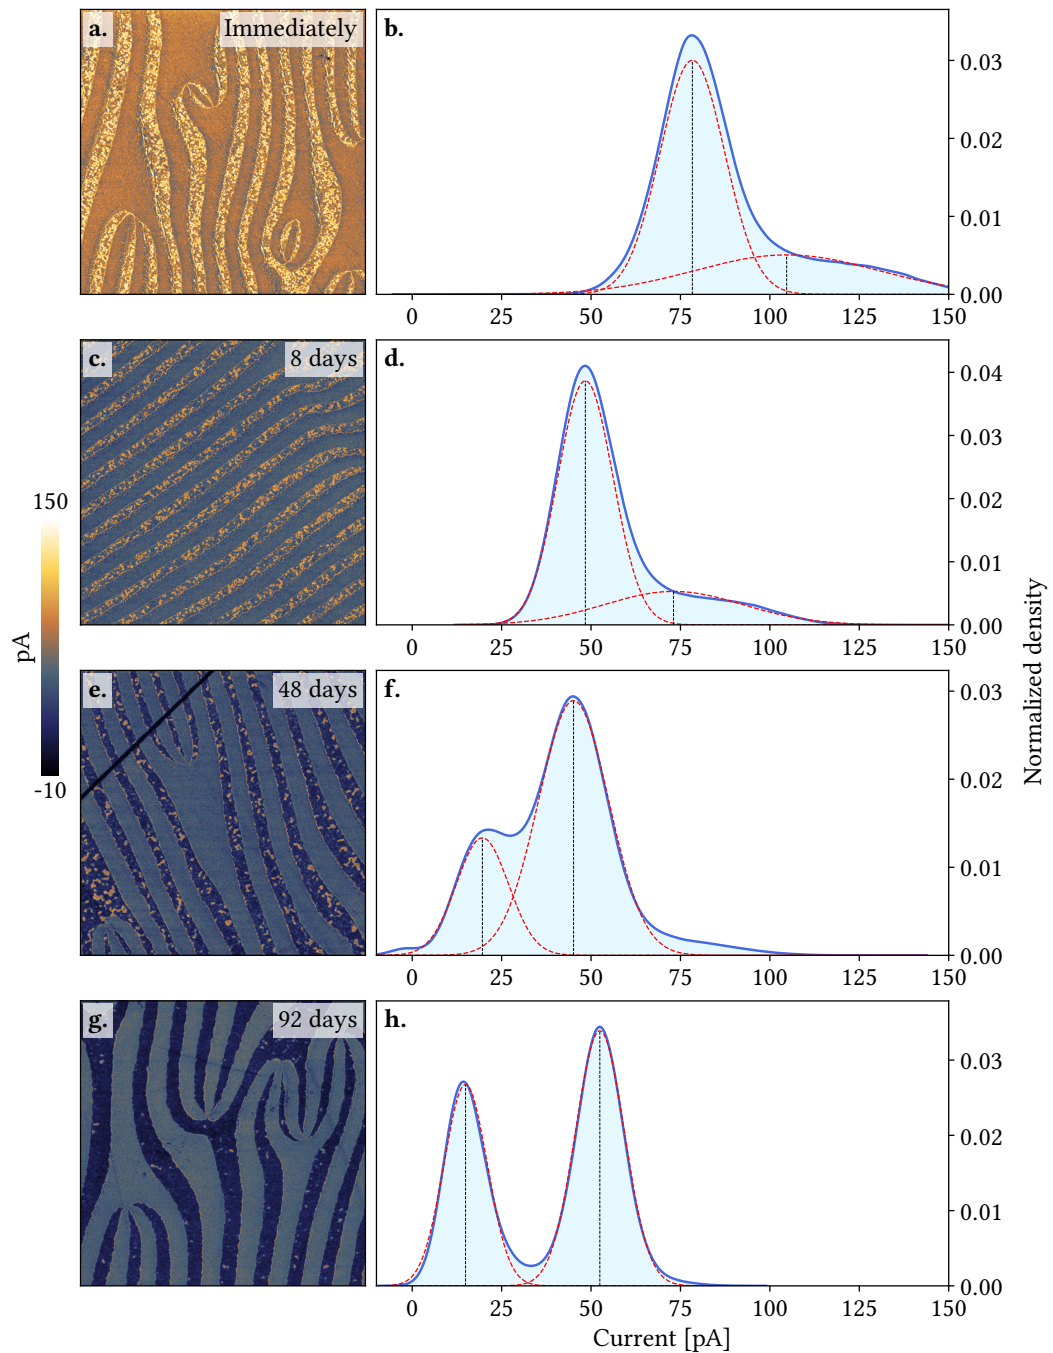 a. Immediately
b.
0.03
0.02
0.01
0.00
0 25 50 75 100 125 150
c. 8 days
d.
0.04
0.03
0.02
0.01
0.00
0 25 50 75 100 125 150
150
pA
-10
Normalized density
e. 48 days
f.
0.03
0.02
0.01
0.00
0 25 50 75 100 125 150
g. 92 days
h.
0.03
0.02
0.01
0.00
0 25 50 75 100 125 150
Current [pA]